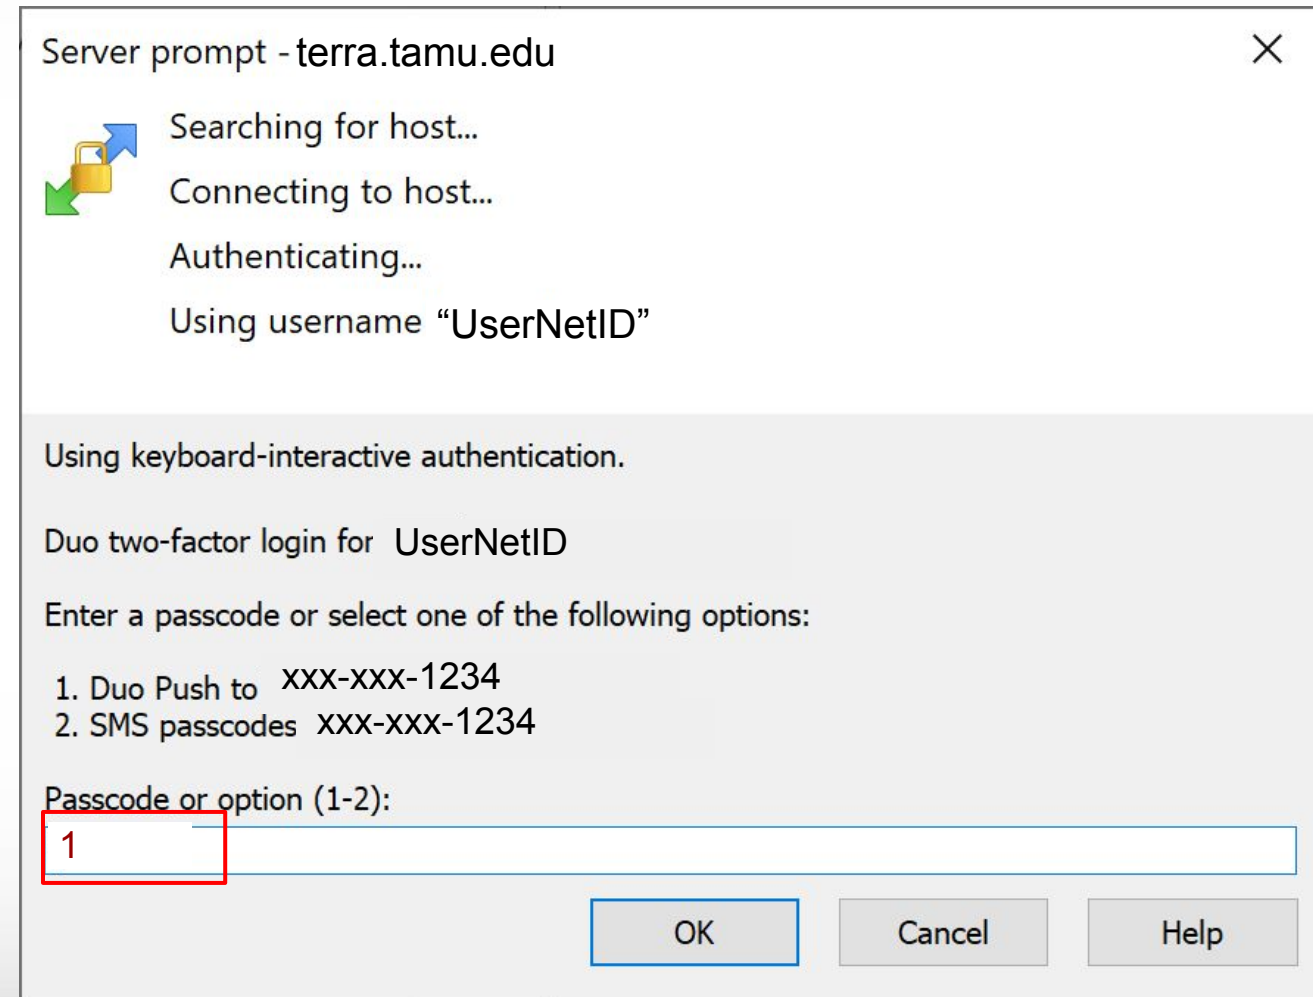 Server prompt - terra.tamu.edu
Searching for host...
Connecting to host...
Authenticating...
Using username “UserNetID”
Using keyboard-interactive authentication.
Duo two-factor login for UserNetID
Enter a passcode or select one of the following options:
1. Duo Push to xxx-xxx-1234
2. SMS passcodes xxx-xxx-1234
Passcode or option (1-2):
1
OK Cancel Help